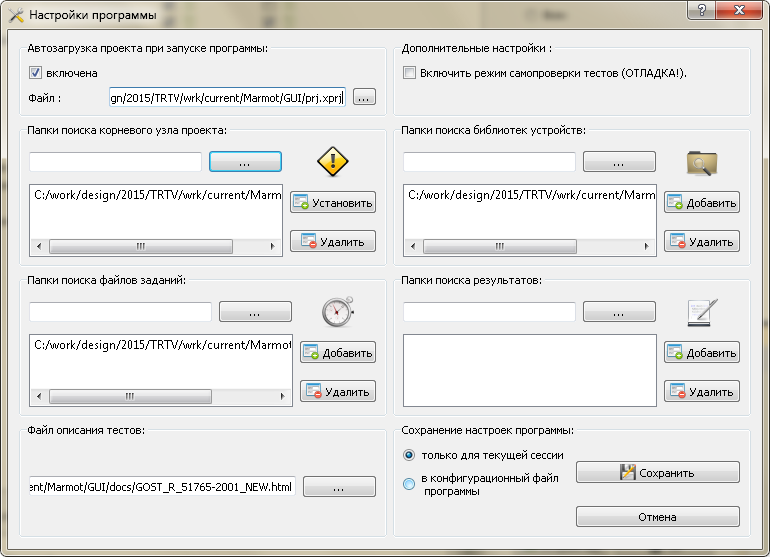 Настройки программы
?
Автозагрузка проекта при запуске программы:
включена
Файл :
gn/2015/TRTV/wrk/current/Marmot/GUI/prj.xprj
...
Дополнительные настройки :
Включить режим самопроверки тестов (ОТЛАДКА!).
Папки поиска корневого узла проекта:
...
C:/work/design/2015/TRTV/wrk/current/Marm
Установить
Удалить
Папки поиска библиотек устройств:
...
C:/work/design/2015/TRTV/wrk/current/Marm
Добавить
Удалить
Папки поиска файлов заданий:
...
C:/work/design/2015/TRTV/wrk/current/Marmot
Добавить
Удалить
Папки поиска результатов:
...
Добавить
Удалить
Файл описания тестов:
ent/Marmot/GUI/docs/GOST_R_51765-2001_NEW.html
...
Сохранение настроек программы:
только для текущей сессии
в конфигурационный файл
программы
Сохранить
Отмена